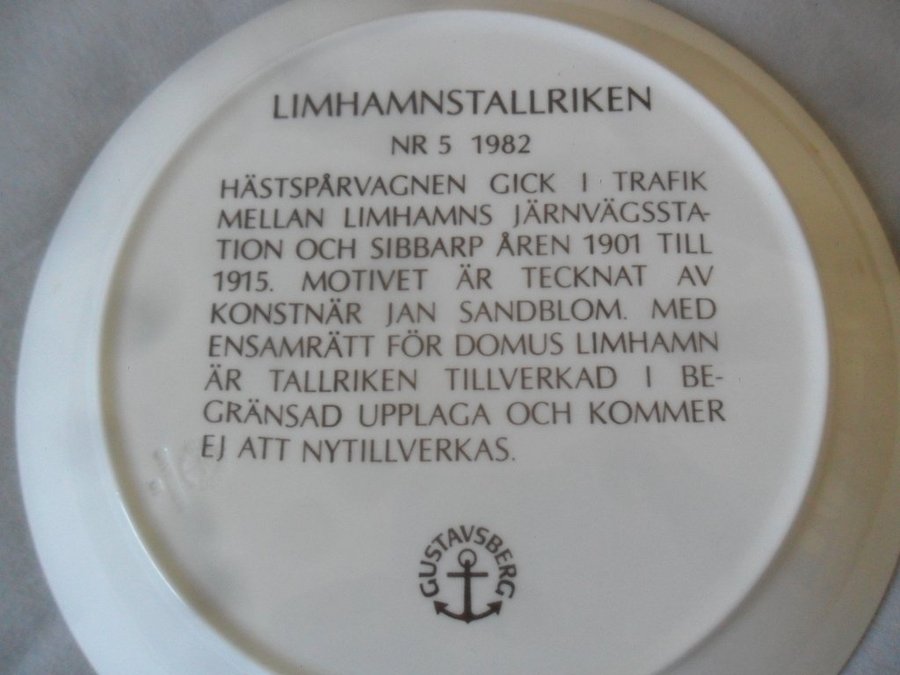 LIMHAMNSTALLRIKEN
NR 5 1982
HÄSTSPÅRVAGNEN GICK I TRAFIK
MELLAN LIMHAMNS JÄRNVÄGSSTA-
TION OCH SIBBARP ÅREN 1901 TILL
1915. MOTIVET ÄR TECKNAT AV
KONSTNÄR JAN SANDBLOM. MED
ENSAMRÄTT FÖR DOMUS LIMHAMN
ÄR TALLRIKEN TILLVERKAD I BE-
GRÄNSAD UPPLAGA OCH KOMMER
EJ ATT NYTILLVERKAS.
GUSTAVSBERG